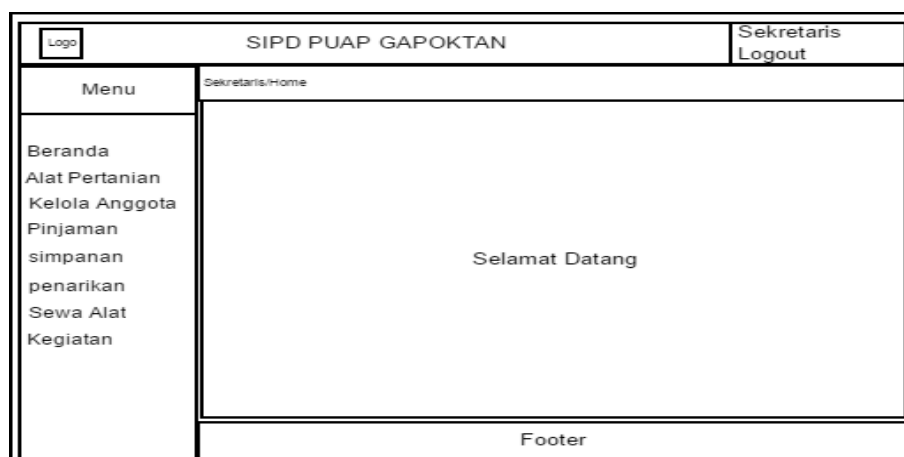 Logo
SIPD PUAP GAPOKTAN
Sekretaris
Logout
Menu
Sekretaris/Home
Beranda
Alat Pertanian
Kelola Anggota
Pinjaman
simpanan
penarikan
Sewa Alat
Kegiatan
Selamat Datang
Footer